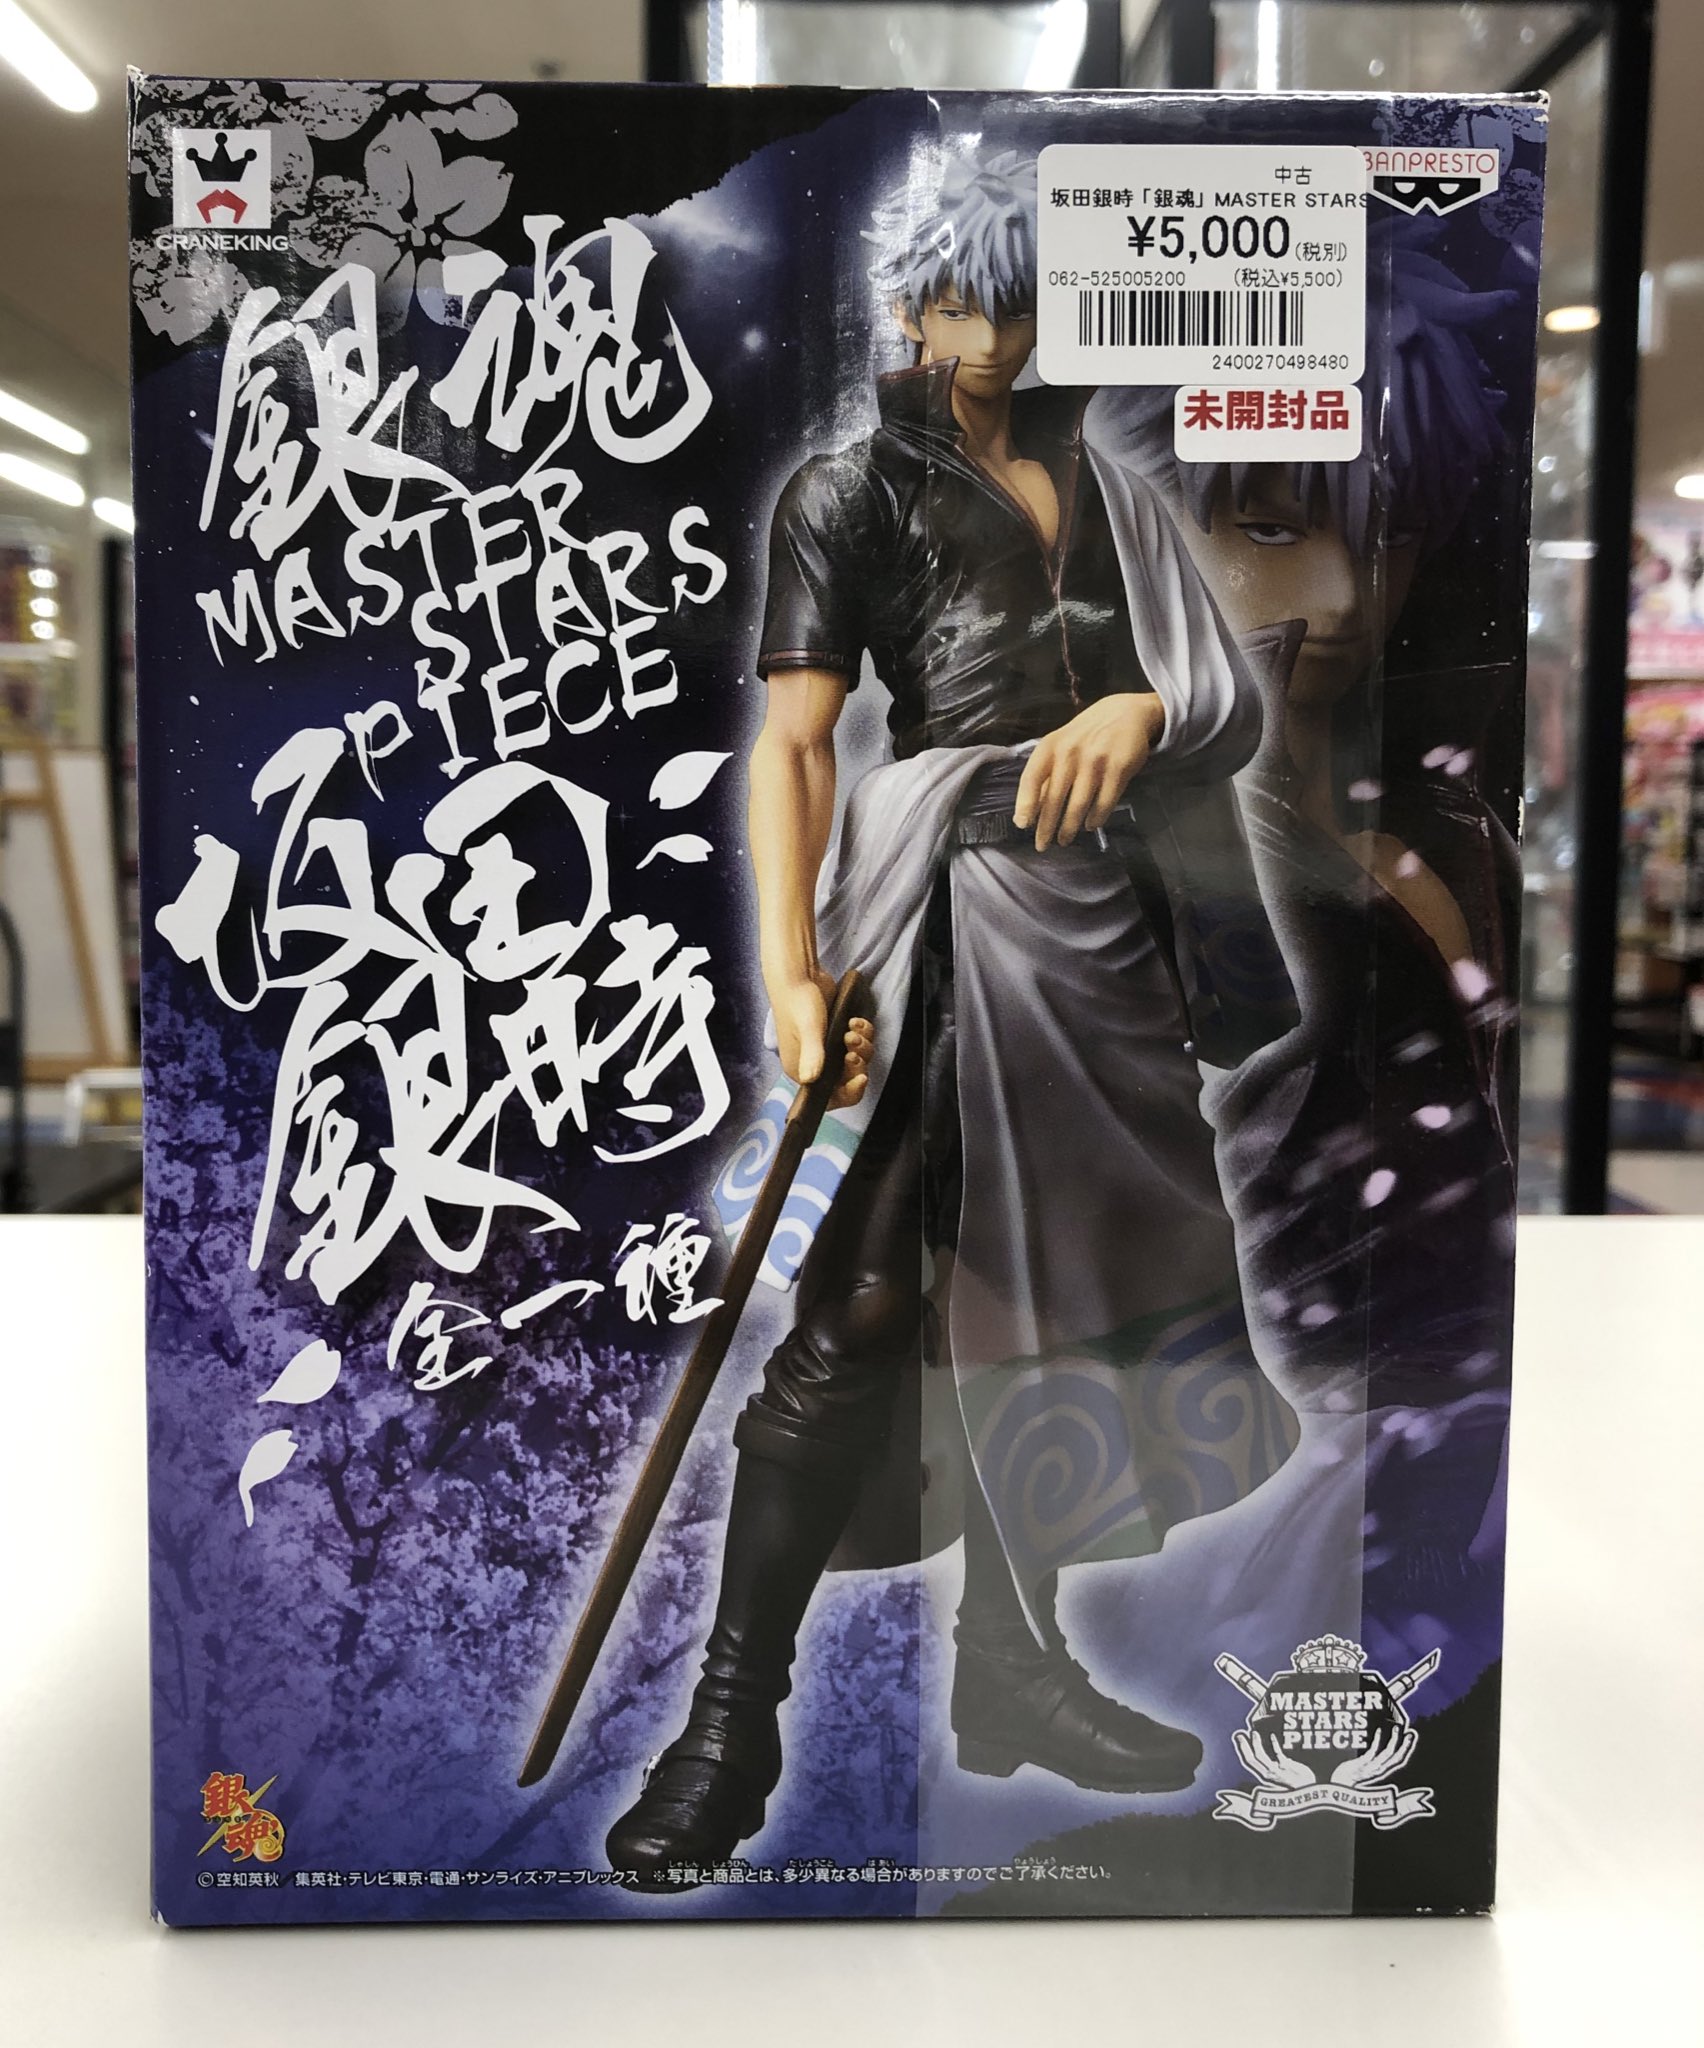 CRANEKING
BANPRESTO
中古
坂田銀時「銀魂」MASTER STARS
¥5,000(税別)
062-525005200 (税込¥5,500)
2400270498480
未開封品
銀魂
MASTER
STARS
PIECE
坂田
銀時
全一種
MASTER
STARS
PIECE
GREATEST QUALITY
銀魂
©空知英秋/集英社・テレビ東京・電通・サンライズ・アニプレックス ※写真と商品とは、多少異なる場合がありますのでご了承ください。